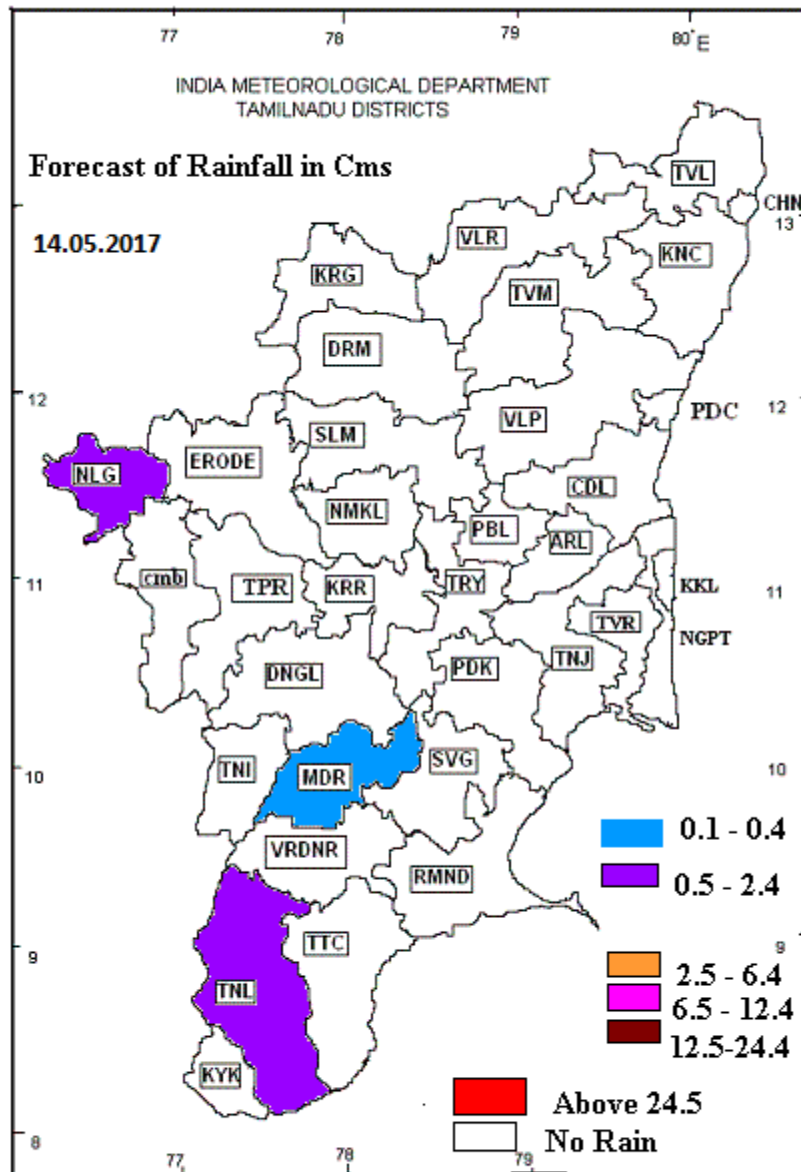 77 78 79 80° E
INDIA METEOROLOGICAL DEPARTMENT
TAMILNADU DISTRICTS
Forecast of Rainfall in Cms
TVL
CHN
13
14.05.2017
VLR
KNC
KRG
TVM
DRM
12
12
PDC
VLP
SLM
ERODE
NLG
CDL
NMKL
PBL
ARL
11
cmb
TPR
KRR
TRY
KKL
11
TVR
NGPT
DNGL
PDK
TNJ
10
TNI
MDR
SVG
10
0.1 - 0.4
VRDNR
RMND
0.5 - 2.4
9
TTC
9
2.5 - 6.4
TNL
6.5 - 12.4
12.5-24.4
KYK
Above 24.5
8
No Rain
77 78 79